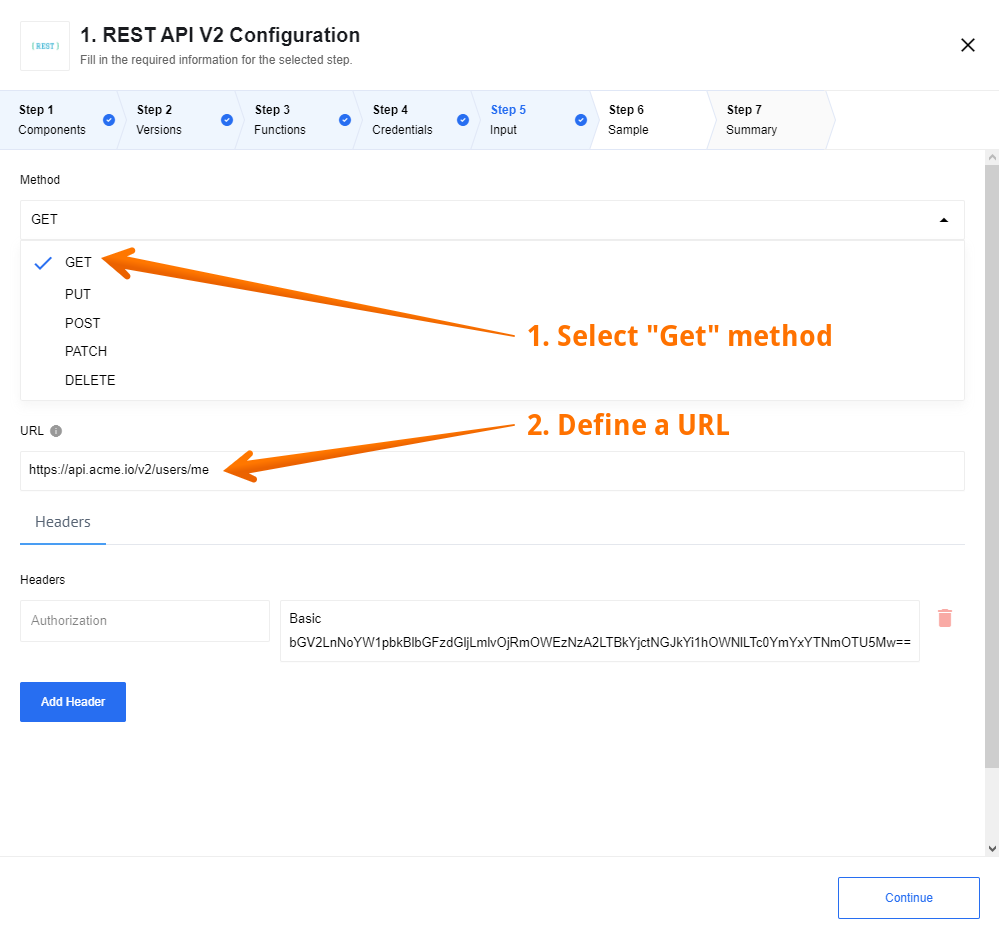 { REST }
1. REST API V2 Configuration
Fill in the required information for the selected step.
Step 1
Components
Step 2
Versions
Step 3
Functions
Step 4
Credentials
Step 5
Input
Step 6
Sample
Step 7
Summary
Method
GET
GET
PUT
POST
PATCH
DELETE
1. Select "Get" method
2. Define a URL
URL
https://api.acme.io/v2/users/me
Headers
Headers
Authorization
Basic
bGV2LnNoYW1pbkBlbGFzdGljLmlvOjRmOWEzNzA2LTBkYjctNGJkYi1hOWNlLTc0YmYxYTNmOTU5Mw==
Add Header
Continue